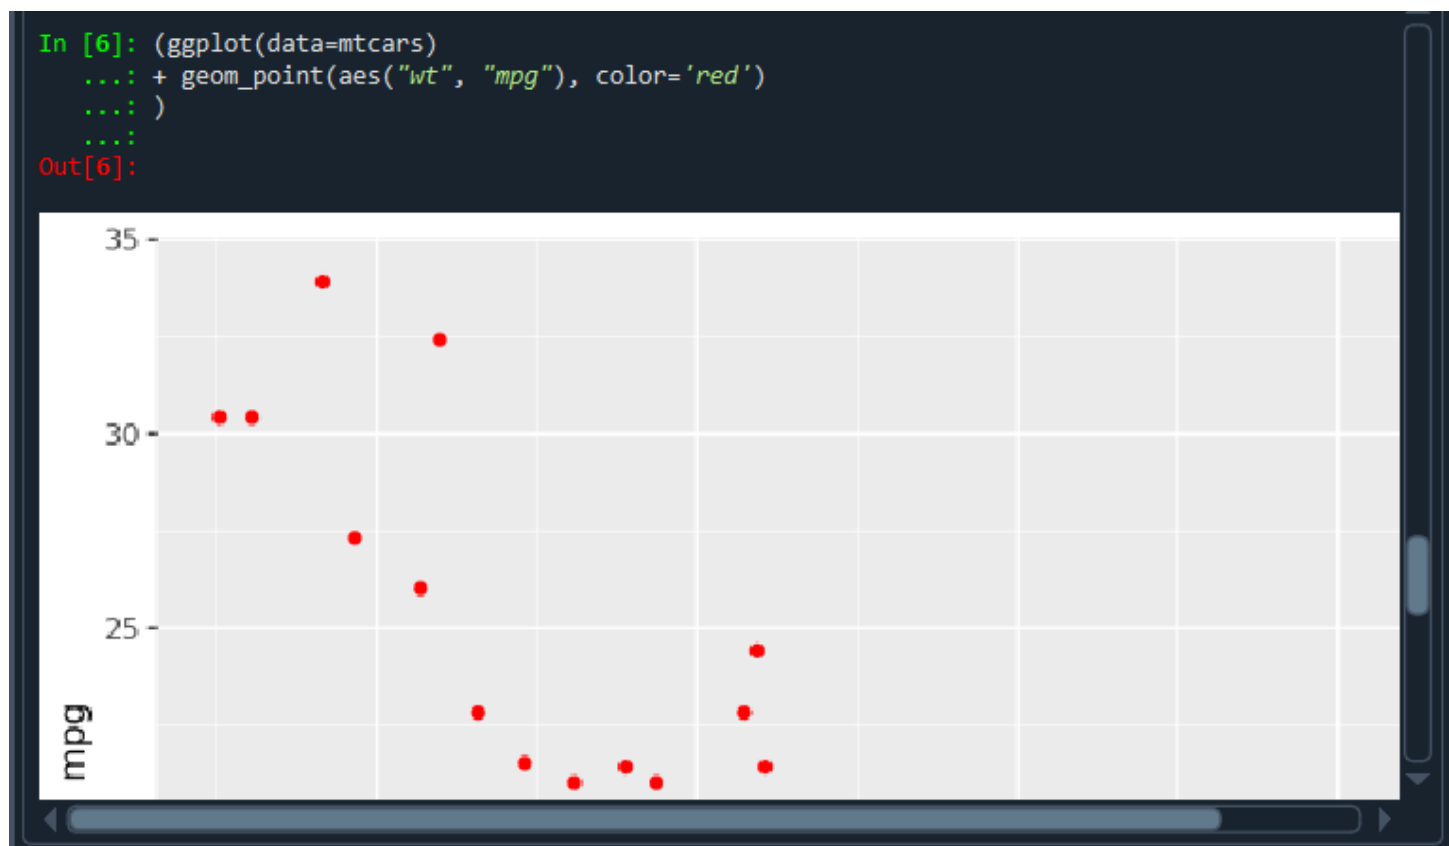 In [6]: (ggplot(data=mtcars)
   ...: + geom_point(aes("wt", "mpg"), color='red')
   ...: )
   ...:
Out[6]:
35
30
25
mpg